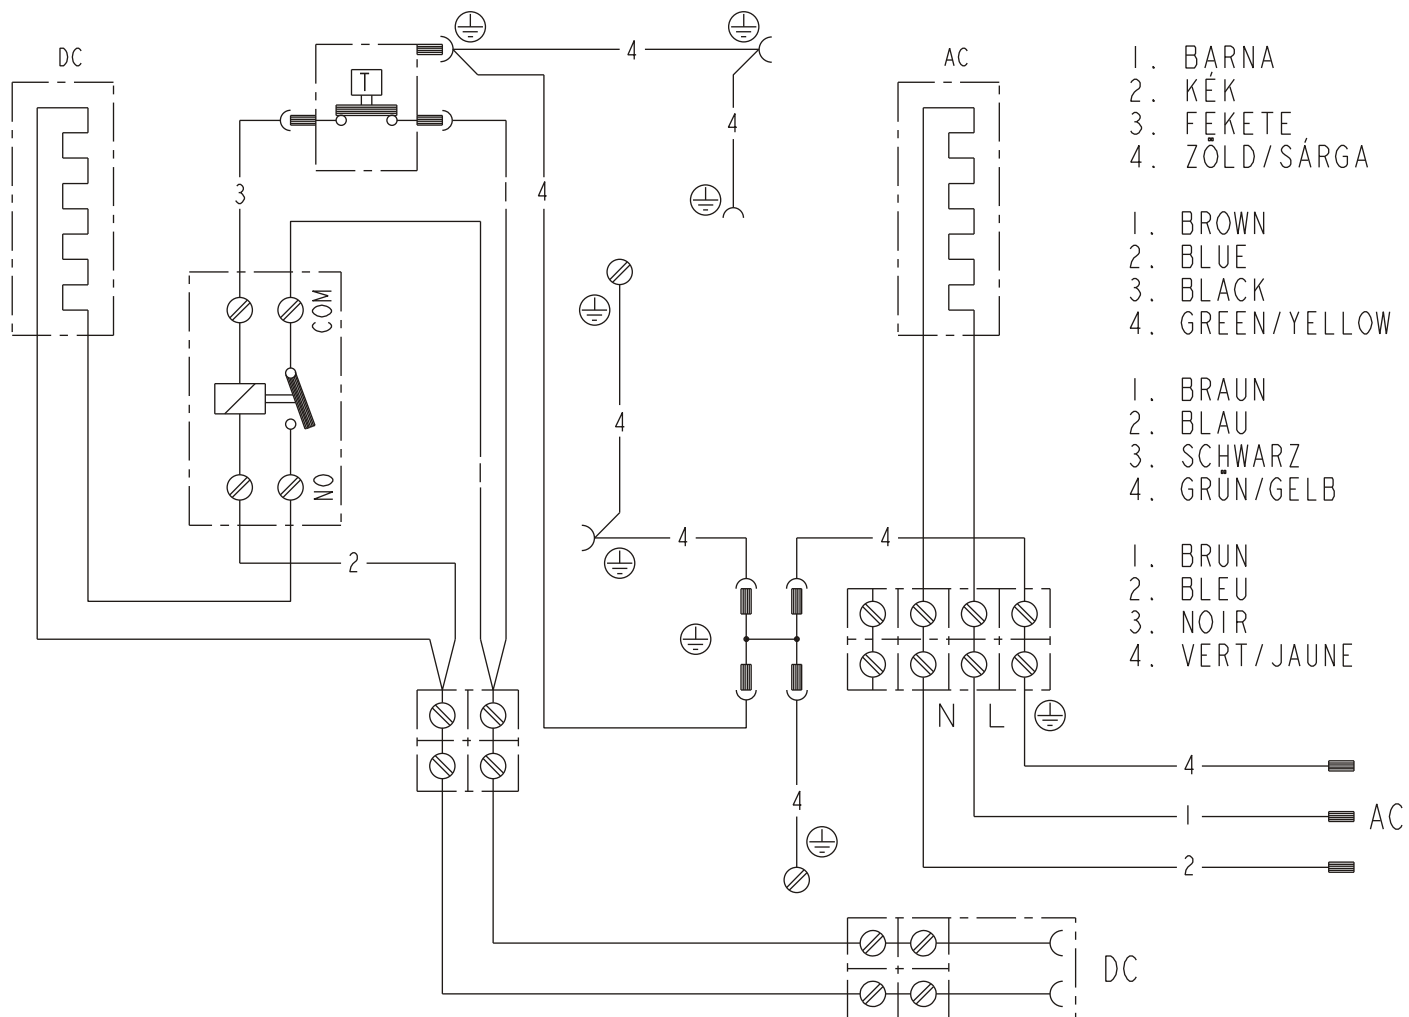 DC
T
4
AC
4
3
1
4
COM
4
1
NO
2
4
4
N
L
4
4
1
AC
2
DC
1. BARNA
2. KÉK
3. FEKETE
4. ZÖLD/SÁRGA
1. BROWN
2. BLUE
3. BLACK
4. GREEN/YELLOW
1. BRAUN
2. BLAU
3. SCHWARZ
4. GRÜN/GELB
1. BRUN
2. BLEU
3. NOIR
4. VERT/JAUNE